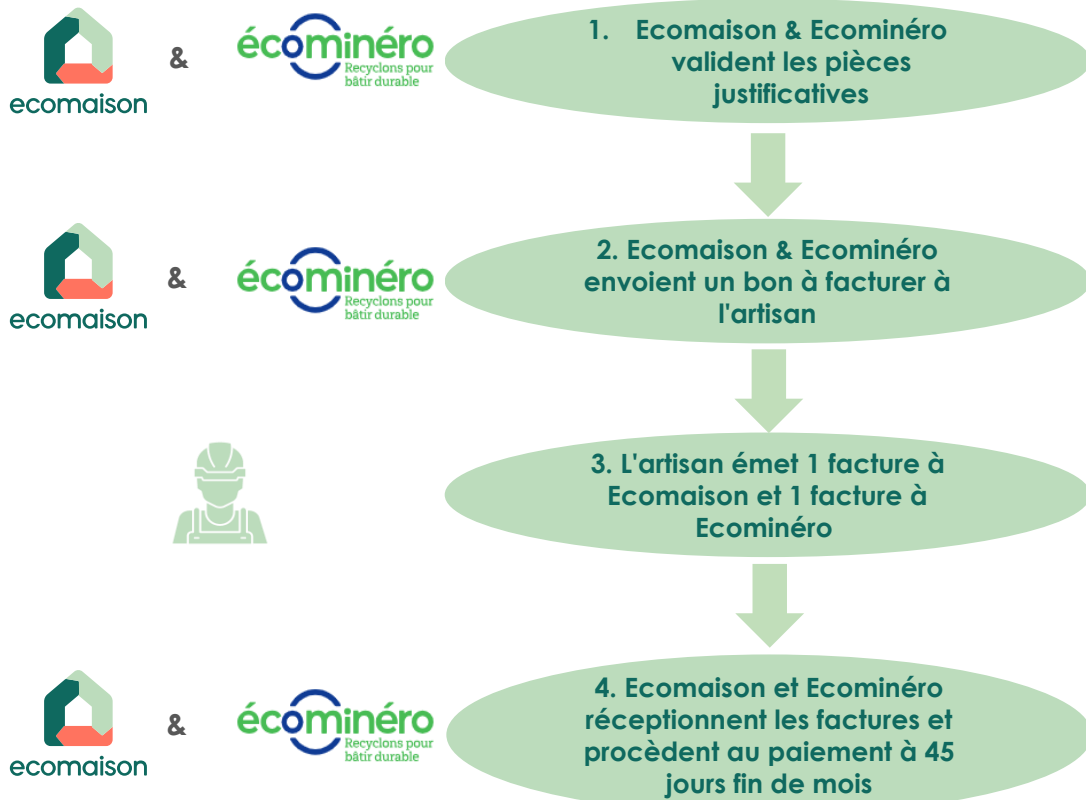 ecomaison
&
écominéro
Recyclons pour
bâtir durable
1. Ecomaison & Ecominéro
valident les pièces
justificatives
ecomaison
&
écominéro
Recyclons pour
bâtir durable
2. Ecomaison & Ecominéro
envoient un bon à facturer à
l'artisan
3. L'artisan émet 1 facture à
Ecomaison et 1 facture à
Ecominéro
ecomaison
&
écominéro
Recyclons pour
bâtir durable
4. Ecomaison et Ecominéro
réceptionnent les factures et
procèdent au paiement à 45
jours fin de mois